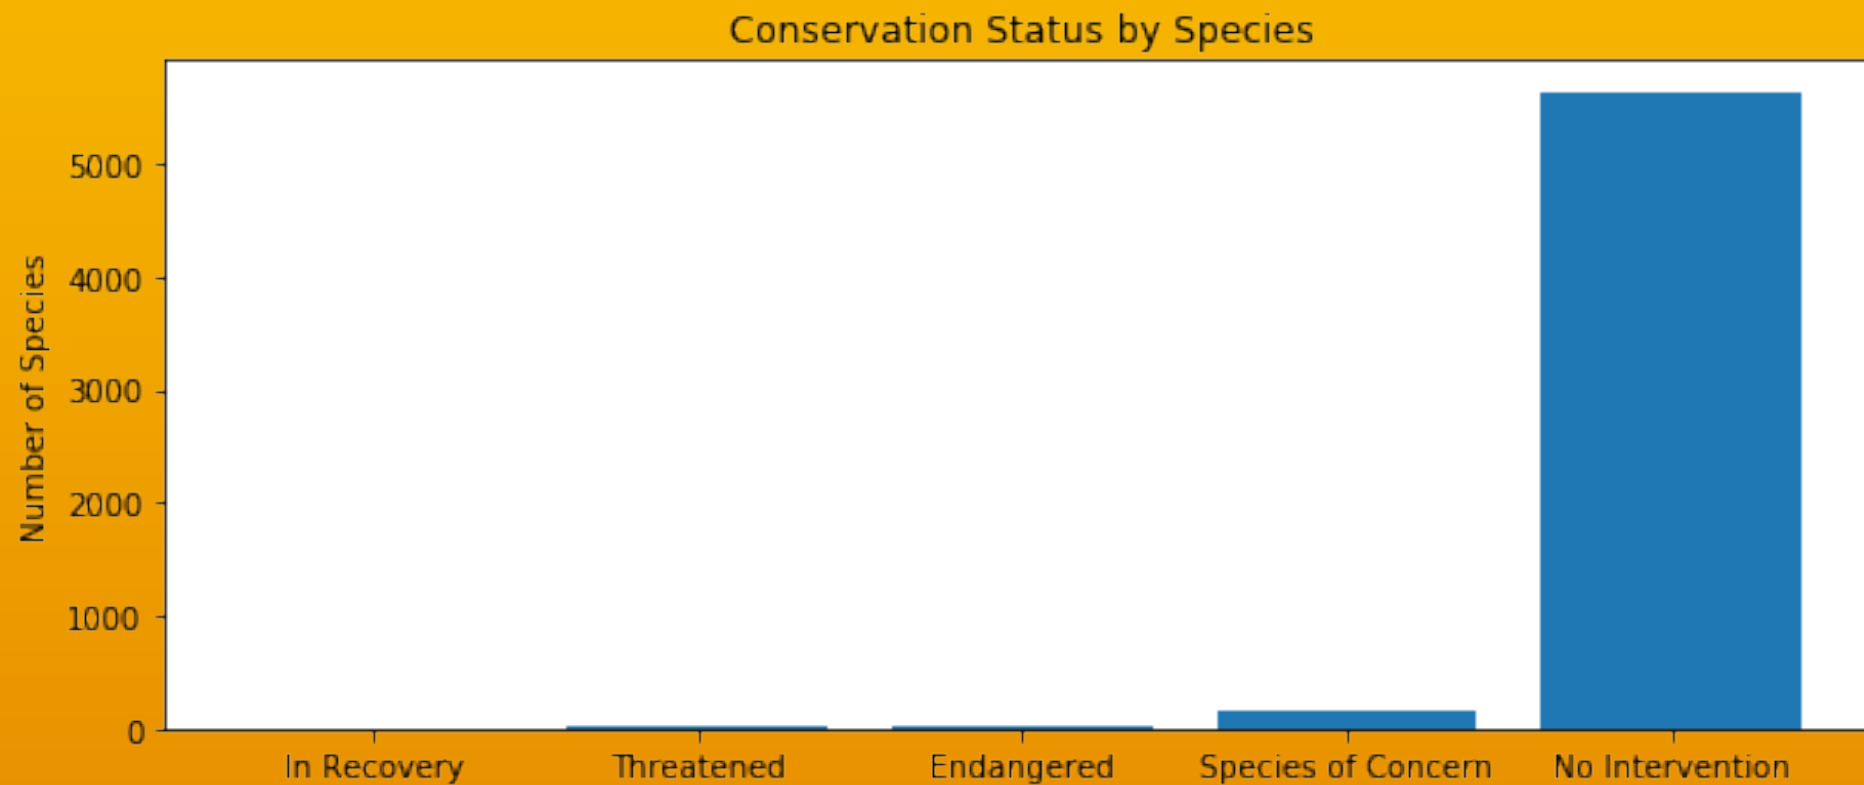 Conservation Status by Species
Number of Species
5000
4000
3000
2000
1000
0
In Recovery
Threatened
Endangered
Species of Concern
No Intervention